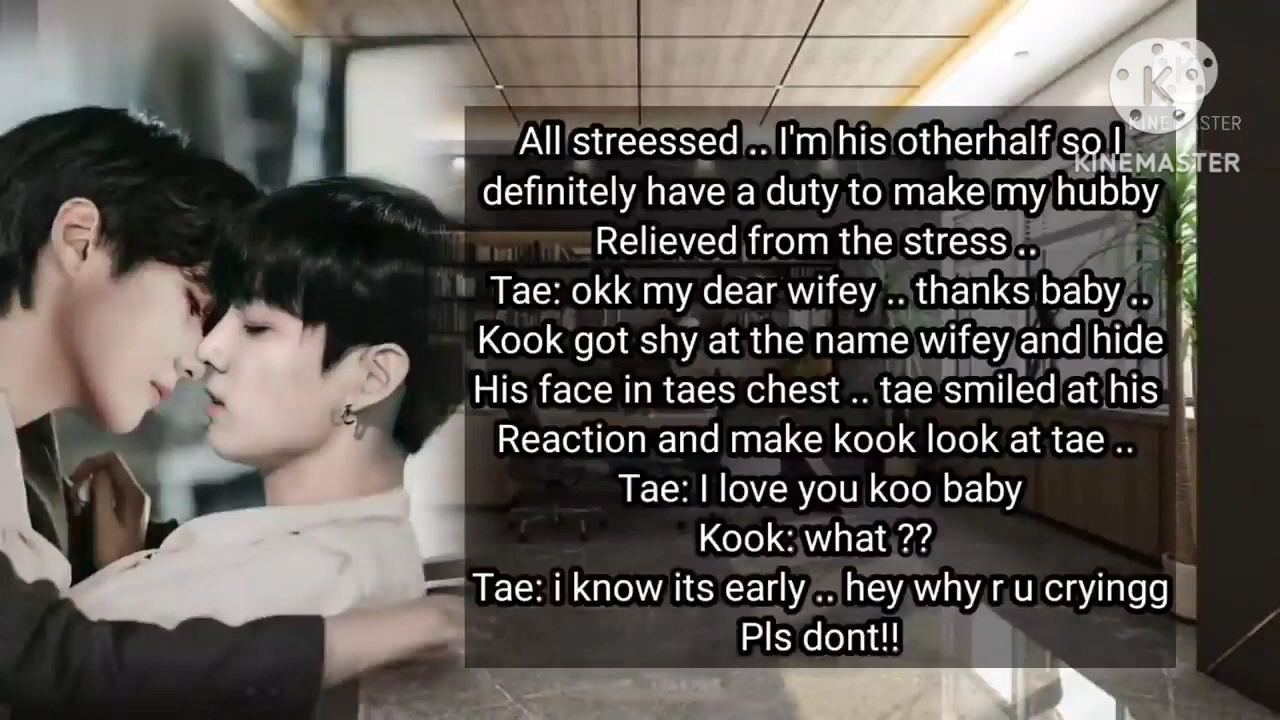 KINEMASTER
KINEMASTER
All streessed .. I'm his otherhalf so I
definitely have a duty to make my hubby
Relieved from the stress ..
Tae: okk my dear wifey .. thanks baby ..
Kook got shy at the name wifey and hide
His face in taes chest .. tae smiled at his
Reaction and make kook look at tae ..
Tae: I love you koo baby
Kook: what ??
Tae: i know its early .. hey why r u cryingg
Pls dont!!